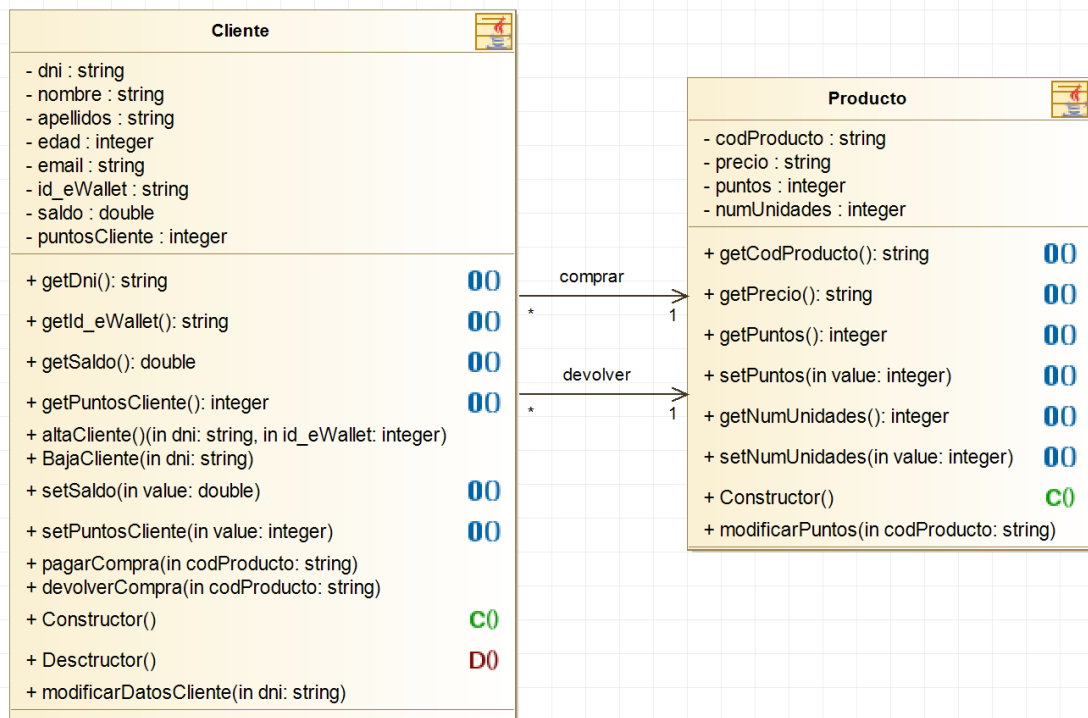 Cliente
- dni : string
- nombre : string
- apellidos : string
- edad : integer
- email : string
- id_eWallet : string
- saldo : double
- puntosCliente : integer
+ getDni(): string
+ getId_eWallet(): string
+ getSaldo(): double
+ getPuntosCliente(): integer
+ altaCliente()(in dni: string, in id_eWallet: integer)
+ BajaCliente(in dni: string)
+ setSaldo(in value: double)
+ setPuntosCliente(in value: integer)
+ pagarCompra(in codProducto: string)
+ devolverCompra(in codProducto: string)
+ Constructor()
C()
+ Desctructor()
D()
+ modificarDatosCliente(in dni: string)
comprar
* 1
devolver
* 1
Producto
- codProducto : string
- precio : string
- puntos : integer
- numUnidades : integer
+ getCodProducto(): string
+ getPrecio(): string
+ getPuntos(): integer
+ setPuntos(in value: integer)
+ getNumUnidades(): integer
+ setNumUnidades(in value: integer)
+ Constructor()
C()
+ modificarPuntos(in codProducto: string)